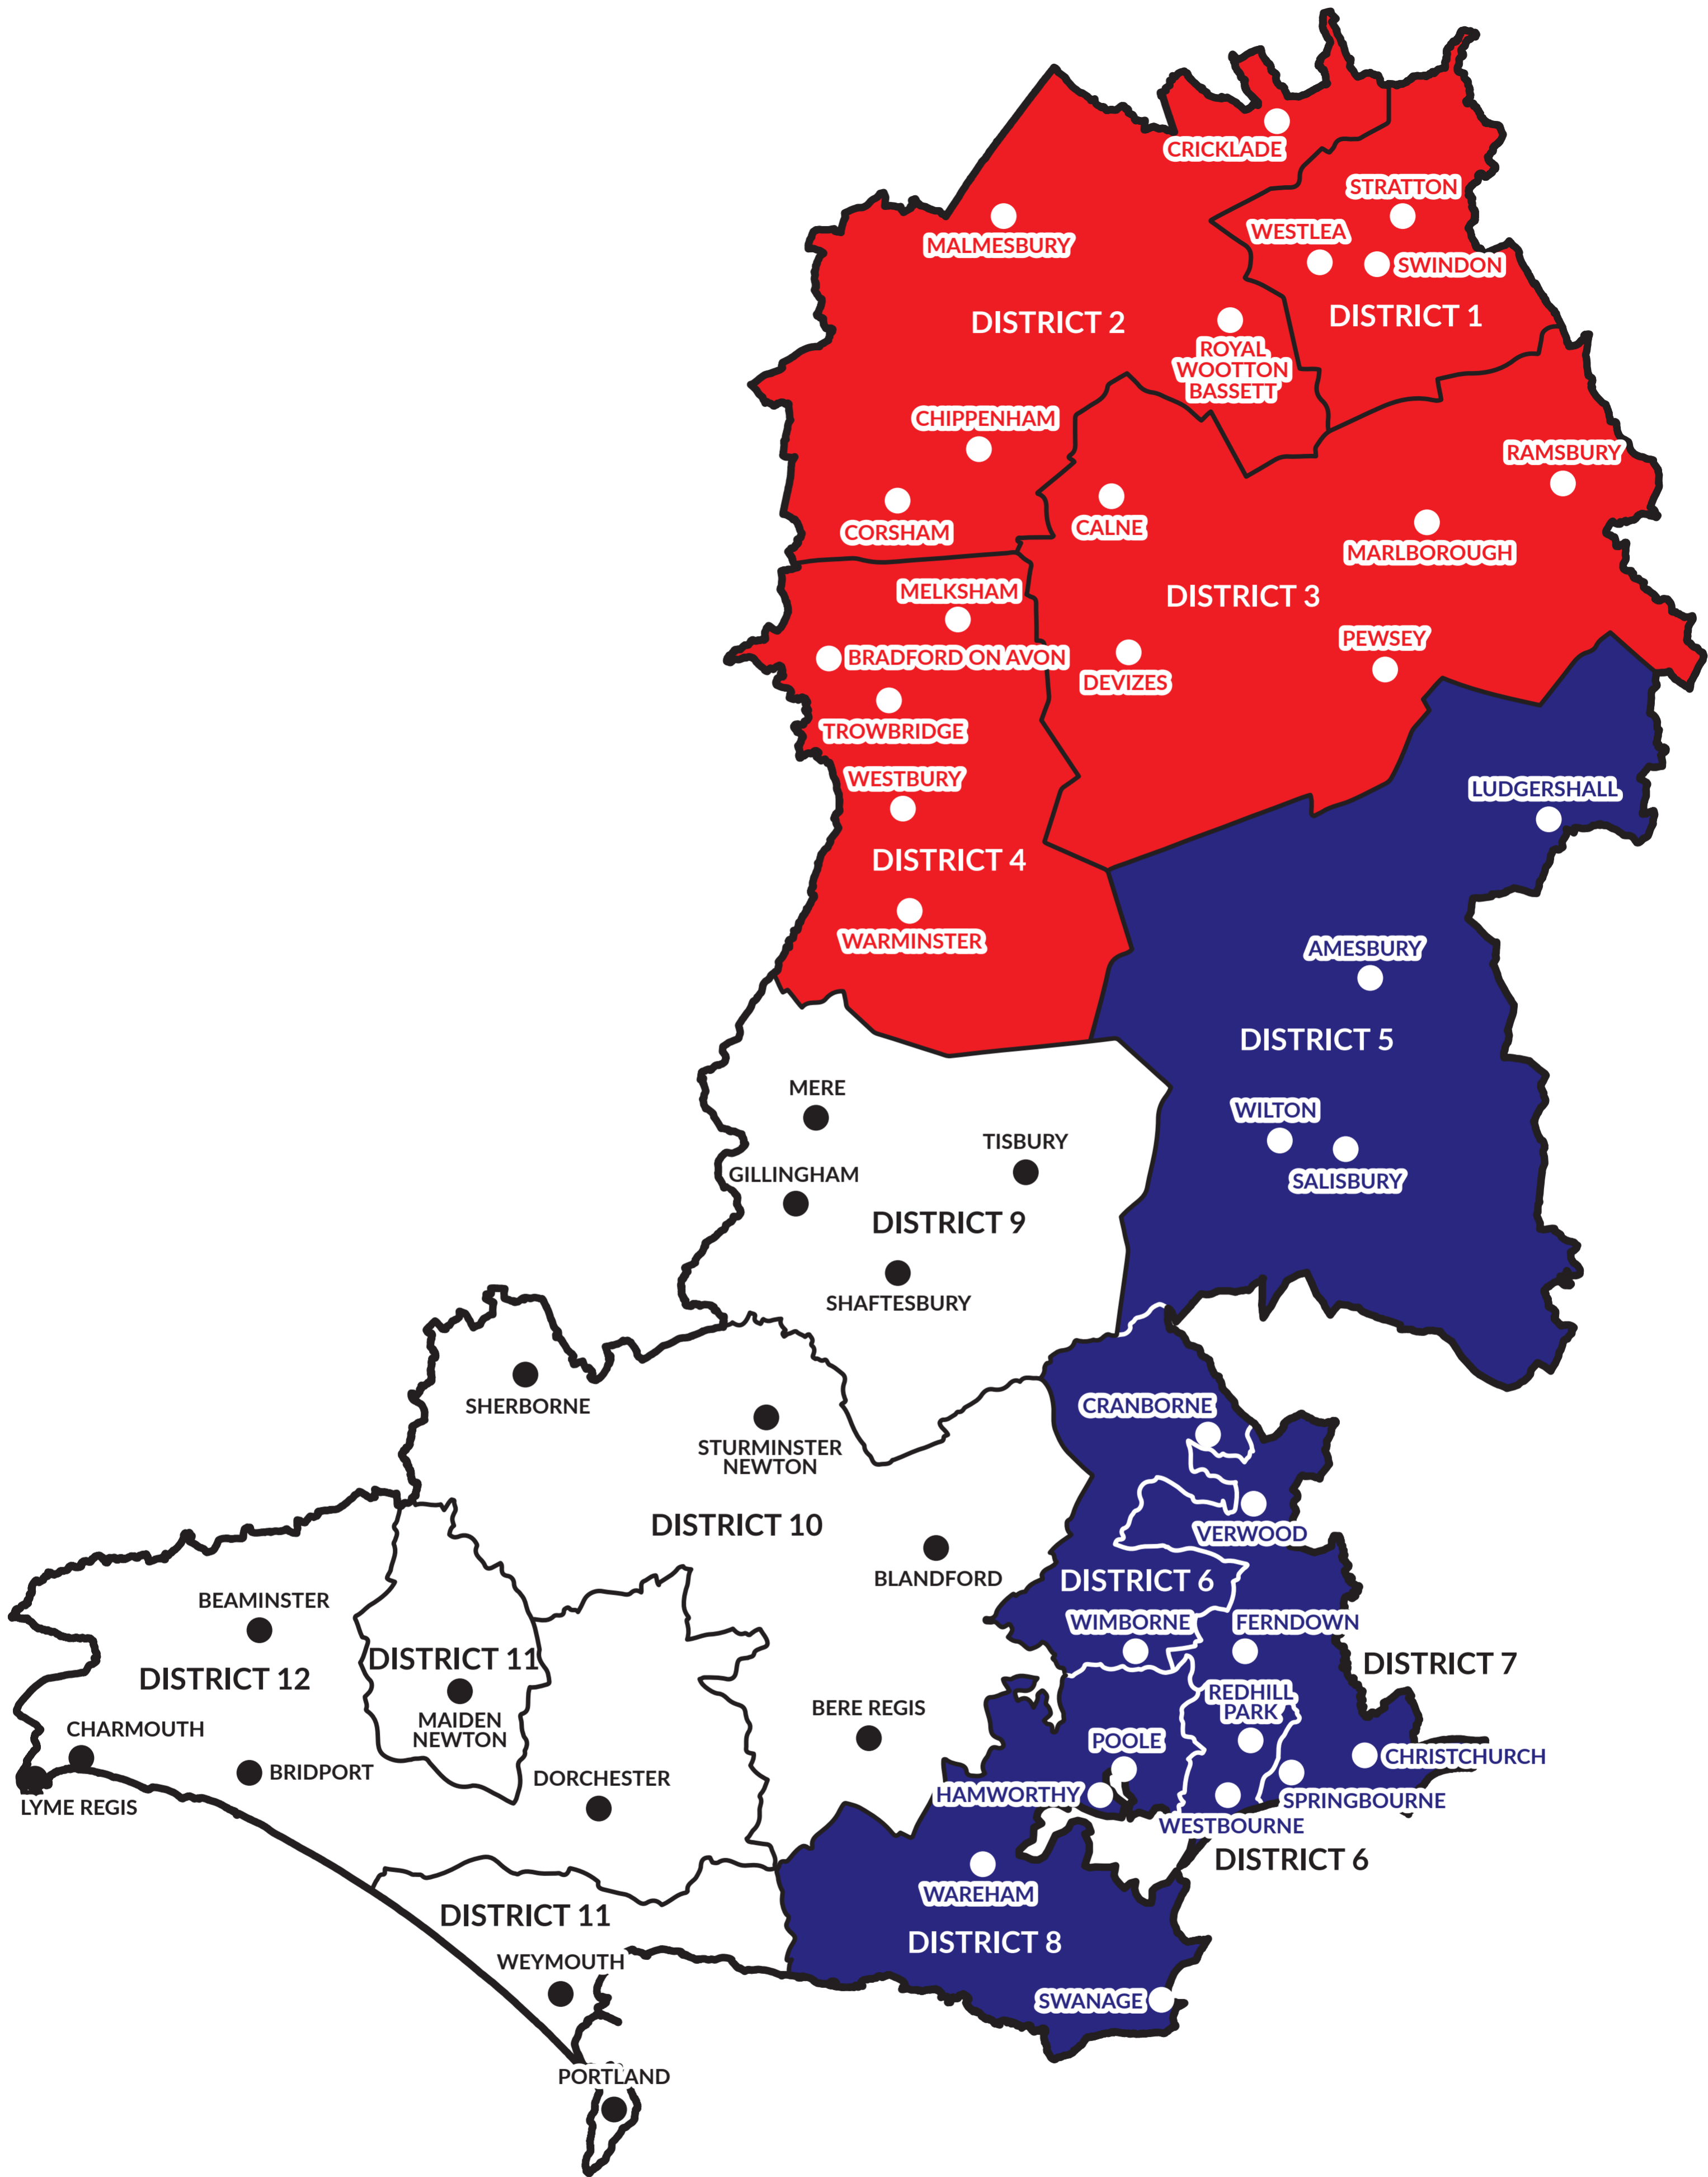 CRICKLADE
STRATTON
WESTLEA
MALMESBURY
SWINDON
DISTRICT 2
DISTRICT 1
ROYAL
WOOTTON
BASSETT
CHIPPENHAM
RAMSBURY
CORSHAM
CALNE
MARLBOROUGH
MELKSHAM
DISTRICT 3
PEWSEY
BRADFORD ON AVON
DEVIZES
TROWBRIDGE
WESTBURY
LUDGERSHALL
DISTRICT 4
WARMINSTER
AMESBURY
DISTRICT 5
MERE
WILTON
TISBURY
GILLINGHAM
SALISBURY
DISTRICT 9
SHAFTESBURY
SHERBORNE
CRANBORNE
STURMINSTER
NEWTON
DISTRICT 10
VERWOOD
BLANDFORD
DISTRICT 6
BEAMINSTER
WIMBORNE
FERNDOWN
DISTRICT 11
DISTRICT 7
DISTRICT 12
REDHILL
PARK
BERE REGIS
MAIDEN
NEWTON
CHARMOUTH
POOLE
CHRISTCHURCH
BRIDPORT
DORCHESTER
HAMWORTHY
SPRINGBOURNE
LYME REGIS
WESTBOURNE
DISTRICT 6
WAREHAM
DISTRICT 11
DISTRICT 8
WEYMOUTH
SWANAGE
PORTLAND